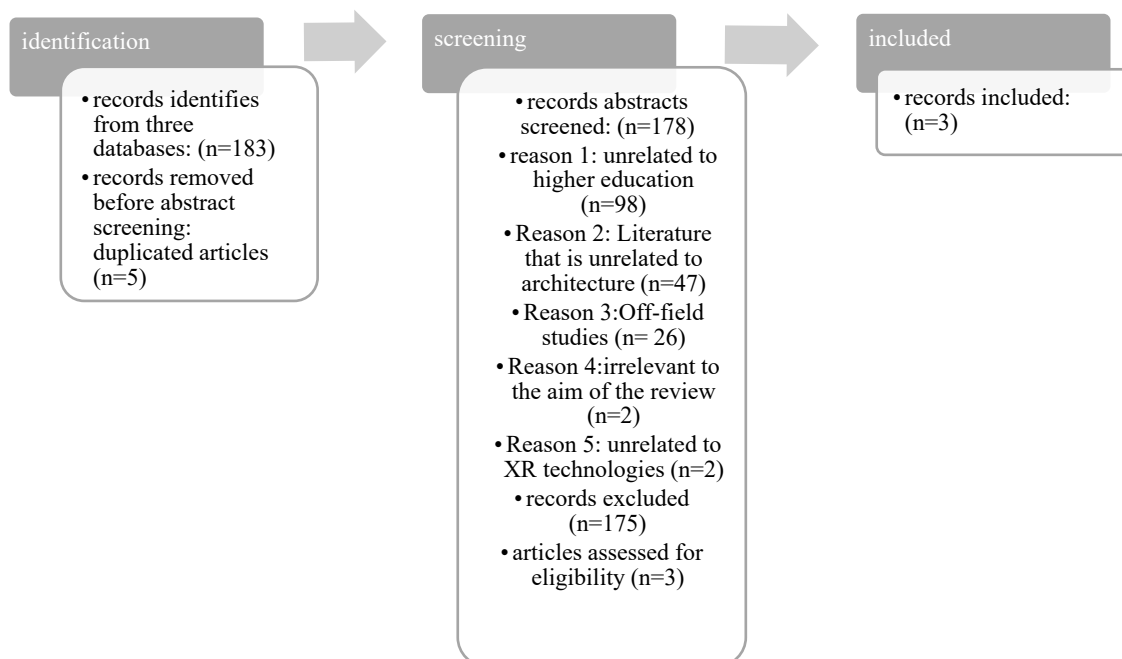 identification
• records identifies
from three
databases: (n=183)
• records removed
before abstract
screening:
duplicated articles
(n=5)
screening
• records abstracts
screened: (n=178)
• reason 1: unrelated to
higher education
(n=98)
• Reason 2: Literature
that is unrelated to
architecture (n=47)
• Reason 3:Off-field
studies (n= 26)
• Reason 4:irrelevant to
the aim of the review
(n=2)
• Reason 5: unrelated to
XR technologies (n=2)
• records excluded
(n=175)
• articles assessed for
eligibility (n=3)
included
• records included:
(n=3)